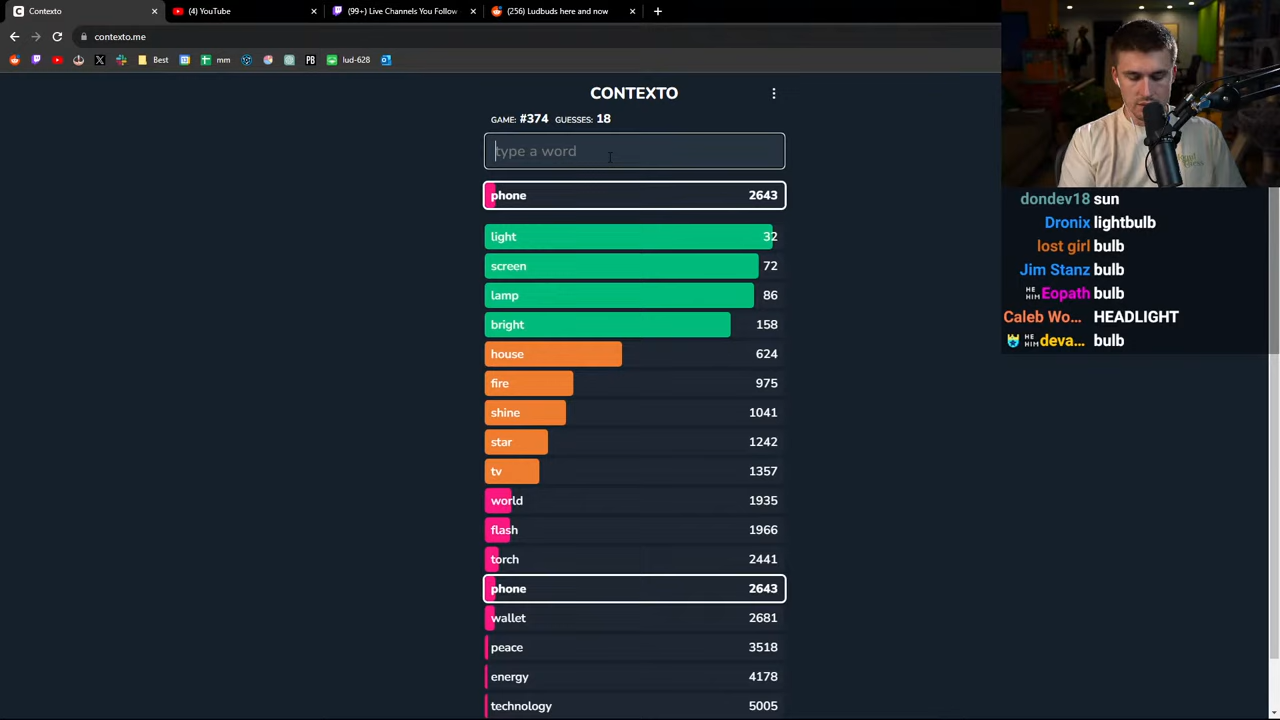 Contexto
(4) YouTube
(99+) Live Channels You Follow
(256) Ludbuds here and now
contexto.me
Best
mm
PB
lud-628
CONTEXTO
GAME: #374 GUESSES: 18
type a word
phone 2643
light 32
screen 72
lamp 86
bright 158
house 624
fire 975
shine 1041
star 1242
tv 1357
world 1935
flash 1966
torch 2441
phone 2643
wallet 2681
peace 3518
energy 4178
technology 5005
dondev18 sun
Dronix lightbulb
lost girl bulb
Jim Stanz bulb
HE HIM Eopath bulb
Caleb Wo... HEADLIGHT
HE HIM deva... bulb